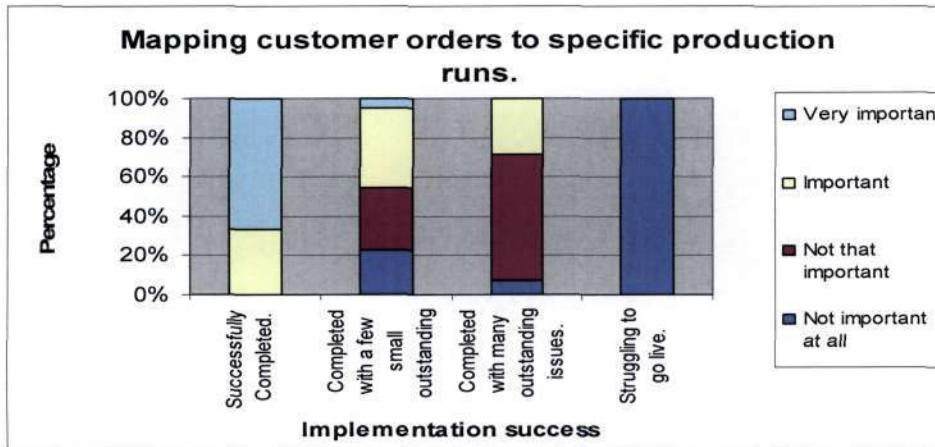 Mapping customer orders to specific production
runs.
Percentage
100%
80%
60%
40%
20%
0%
Successfully
Completed.
Completed
with a few
small
outstanding
Completed
with many
outstanding
issues.
Struggling to
go live.
Implementation success
Very important
Important
Not that
important
Not important
at all